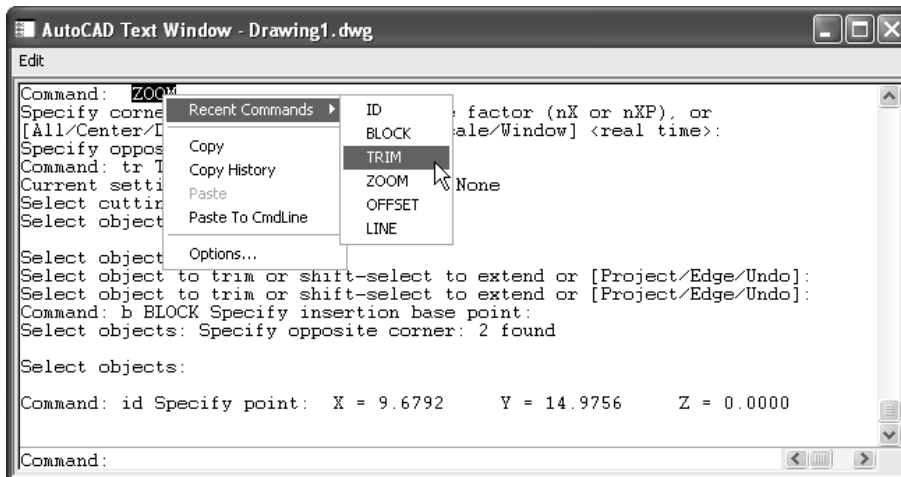 AutoCAD Text Window - Drawing1.dwg
Edit
Command: ZOOM
Specify corne factor (nX or nXP), or
[All/Center/D ale/Window] <real time>:
Specify oppos
Command: tr T
Current setti None
Select cuttin
Select object
Select object
Select object to trim or shift-select to extend or [Project/Edge/Undo]:
Select object to trim or shift-select to extend or [Project/Edge/Undo]:
Command: b BLOCK Specify insertion base point:
Select objects: Specify opposite corner: 2 found
Select objects:
Command: id Specify point: X = 9.6792 Y = 14.9756 Z = 0.0000
Command:
Recent Commands
Copy
Copy History
Paste
Paste To CmdLine
Options...
ID
BLOCK
TRIM
ZOOM
OFFSET
LINE